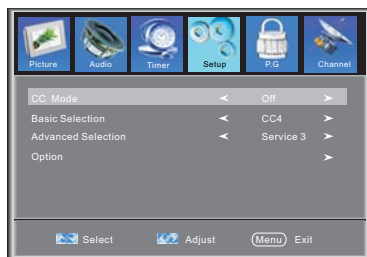 Picture Audio Timer Setup P.G Channel
CC Mode Off
Basic Selection CC4
Advanced Selection Service 3
Option
Select Adjust Menu Exit